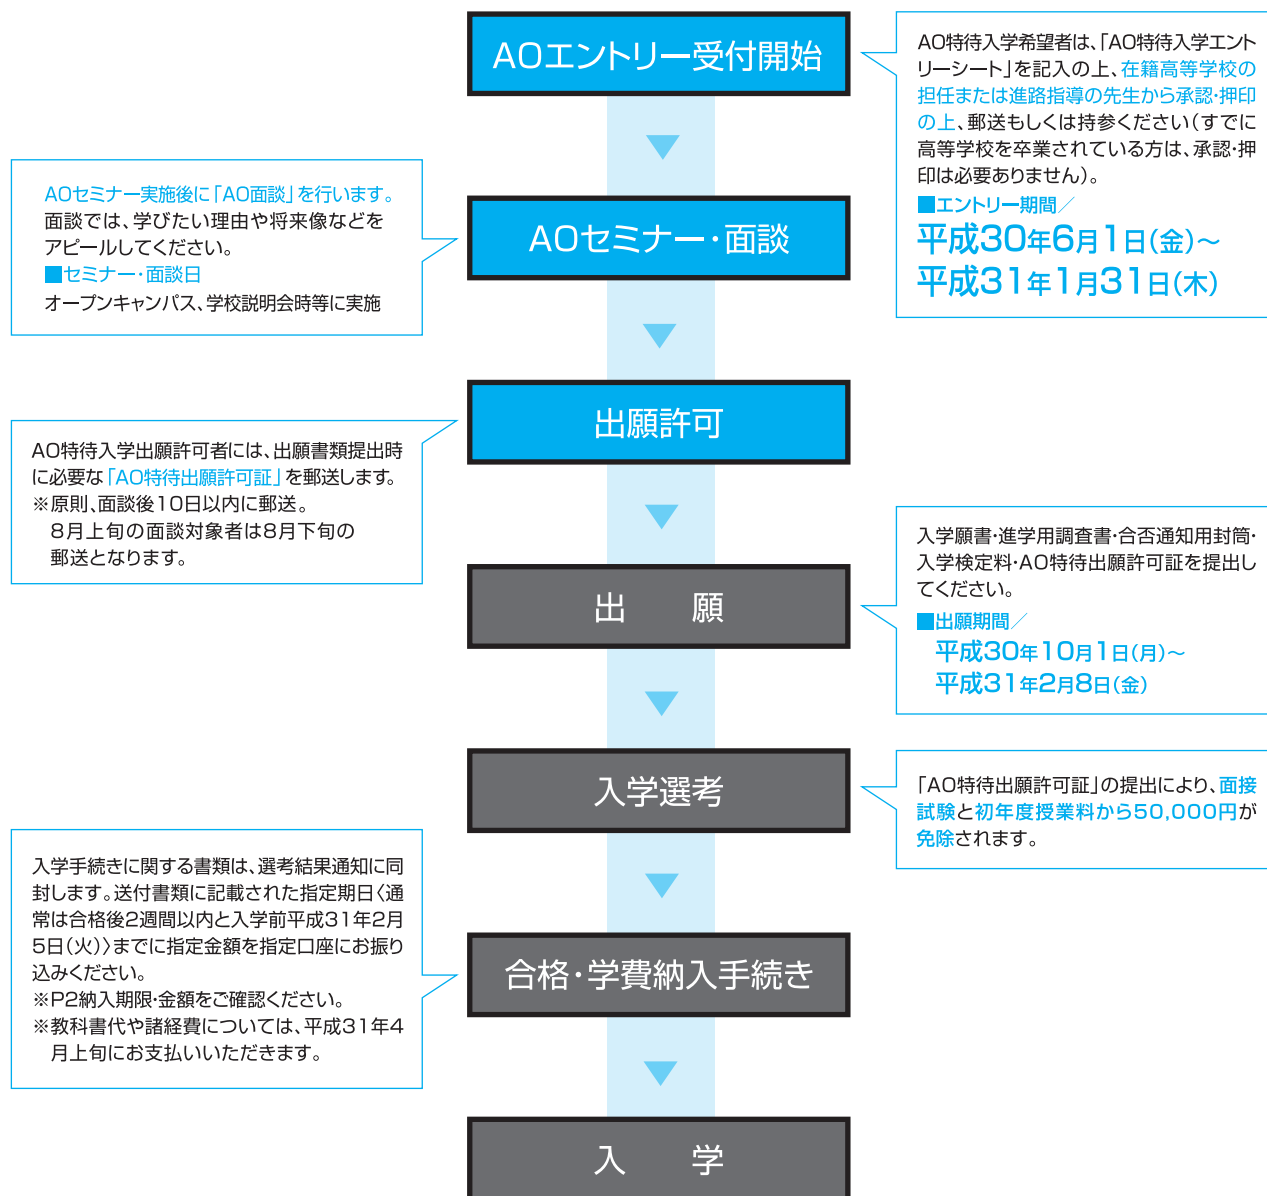 AOエントリー受付開始
AO特待入学希望者は、「AO特待入学エント
リーシート」を記入の上、在籍高等学校の
担任または進路指導の先生から承認・押印
の上、郵送もしくは持参ください（すでに
高等学校を卒業されている方は、承認・押
印は必要ありません）。
■エントリー期間／
平成30年6月1日（金）～
平成31年1月31日（木）
AOセミナー・面談
AOセミナー実施後に「AO面談」を行います。
面談では、学びたい理由や将来像などを
アピールしてください。
■セミナー・面談日
オープンキャンパス、学校説明会時等に実施
出願許可
AO特待入学出願許可者には、出願書類提出時
に必要な「AO特待出願許可証」を郵送します。
※原則、面談後10日以内に郵送。
8月上旬の面談対象者は8月下旬の
郵送となります。
出　願
入学願書・進学用調査書・合否通知用封筒・
入学検定料・AO特待出願許可証を提出し
てください。
■出願期間／
平成30年10月1日（月）～
平成31年2月8日（金）
入学選考
「AO特待出願許可証」の提出により、面接
試験と初年度授業料から50,000円が
免除されます。
合格・学費納入手続き
入学手続きに関する書類は、選考結果通知に同
封します。送付書類に記載された指定期日〈通
常は合格後2週間以内と入学前平成31年2月
5日（火）〉までに指定金額を指定口座にお振り
込みください。
※P2納入期限・金額をご確認ください。
※教科書代や諸経費については、平成31年4
月上旬にお支払いいただきます。
入　学